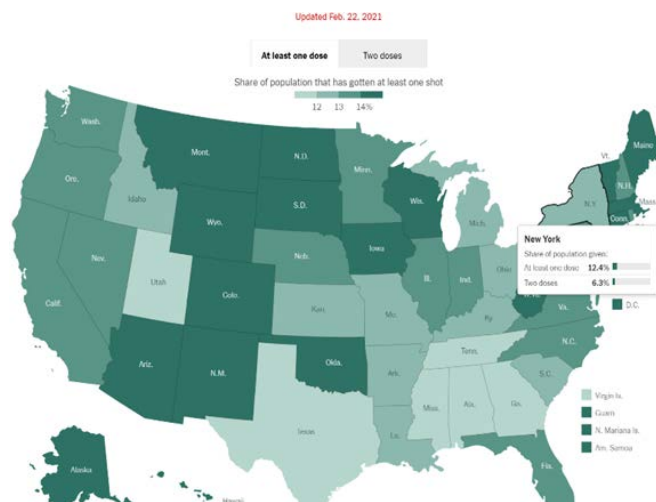 Updated Feb. 22, 2021
At least one dose
Two doses
Share of population that has gotten at least one shot
12 13 14%
Wash.
Mont.
N.D.
Minn.
Vt.
Maine
Ore.
Idaho
S.D.
Wis.
Mich.
N.Y.
N.H.
Mass.
Wyo.
Conn.
Nev.
Utah
Neb.
Iowa
Ill.
Ind.
Ohio
New York
Share of population given:
At least one dose 12.4%
Two doses 6.3%
Calif.
Colo.
Kan.
Mo.
Ky.
Va.
D.C.
Ariz.
N.M.
Okla.
Ark.
Tenn.
N.C.
S.C.
Texas
La.
Miss.
Ala.
Ga.
Fla.
Virgin Is.
Guam
N. Mariana Is.
Am. Samoa
Alaska
Hawaii